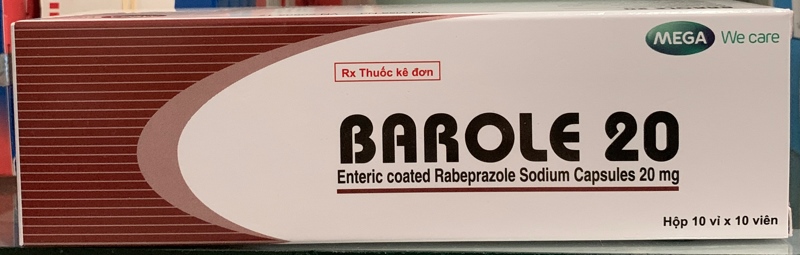 MEGA We care
Rx Thuốc kê đơn
BAROLE 20
Enteric coated Rabeprazole Sodium Capsules 20 mg
Hộp 10 vỉ x 10 viên